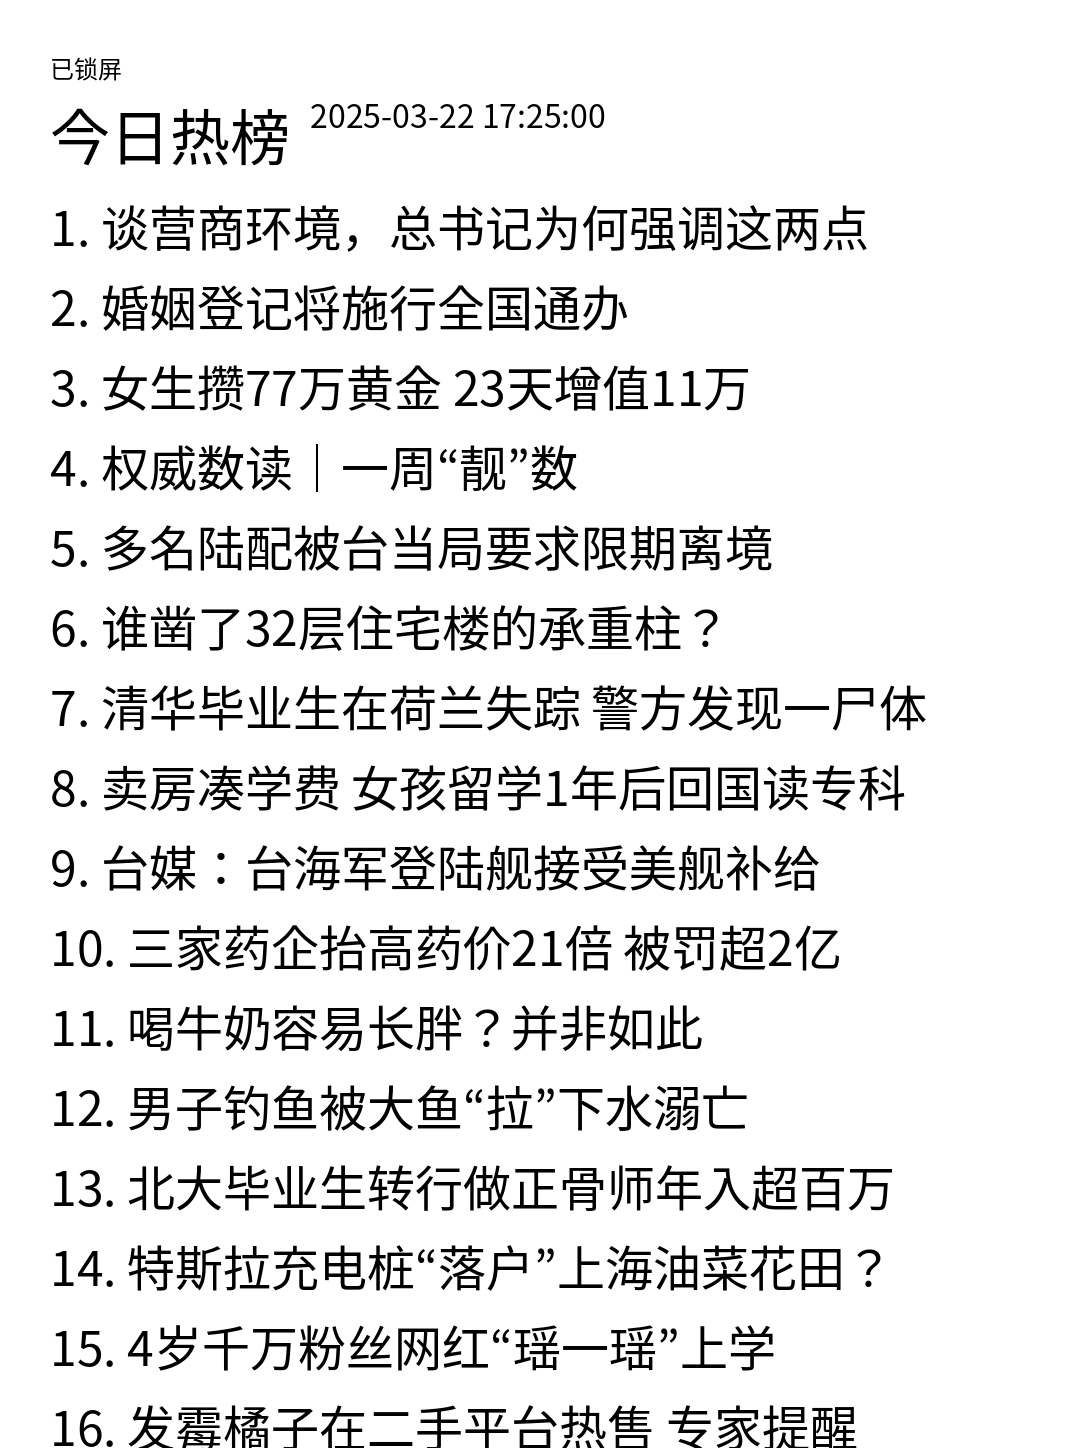 已锁屏
今日热榜 2025-03-22 17:25:00
1. 谈营商环境，总书记为何强调这两点
2. 婚姻登记将施行全国通办
3. 女生攒77万黄金 23天增值11万
4. 权威数读｜一周“靓”数
5. 多名陆配被台当局要求限期离境
6. 谁凿了32层住宅楼的承重柱？
7. 清华毕业生在荷兰失踪 警方发现一尸体
8. 卖房凑学费 女孩留学1年后回国读专科
9. 台媒：台海军登陆舰接受美舰补给
10. 三家药企抬高药价21倍 被罚超2亿
11. 喝牛奶容易长胖？并非如此
12. 男子钓鱼被大鱼“拉”下水溺亡
13. 北大毕业生转行做正骨师年入超百万
14. 特斯拉充电桩“落户”上海油菜花田？
15. 4岁千万粉丝网红“瑶一瑶”上学
16. 发霉橘子在二手平台热售 专家提醒